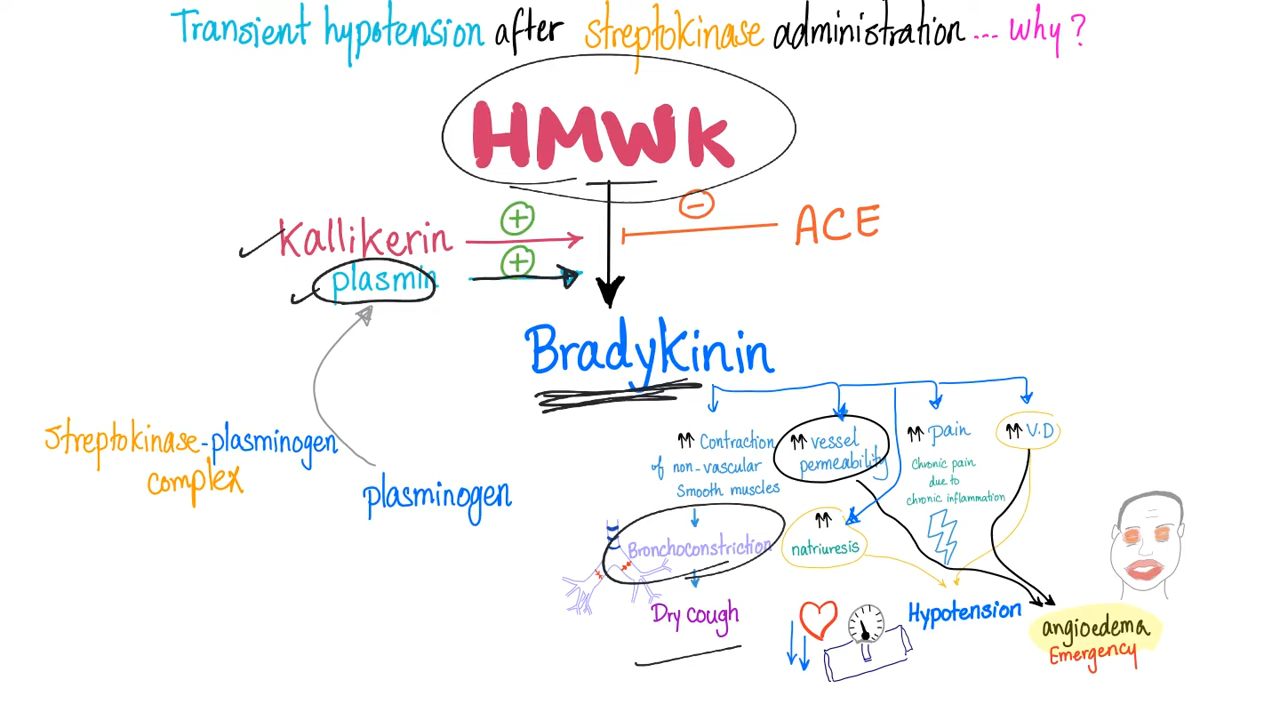 Transient hypotension after streptokinase administration... why?
HMWK
Kallikerin
+
−
ACE
plasmin
+
Bradykinin
Streptokinase-plasminogen
complex
plasminogen
↑↑ Contraction
of non-vascular
Smooth muscles
↑↑ vessel
permeability
↑↑ pain
Chronic pain
due to
chronic inflammation
↑↑ V.D
Bronchoconstriction
↑↑
natriuresis
Dry cough
Hypotension
angioedema
Emergency